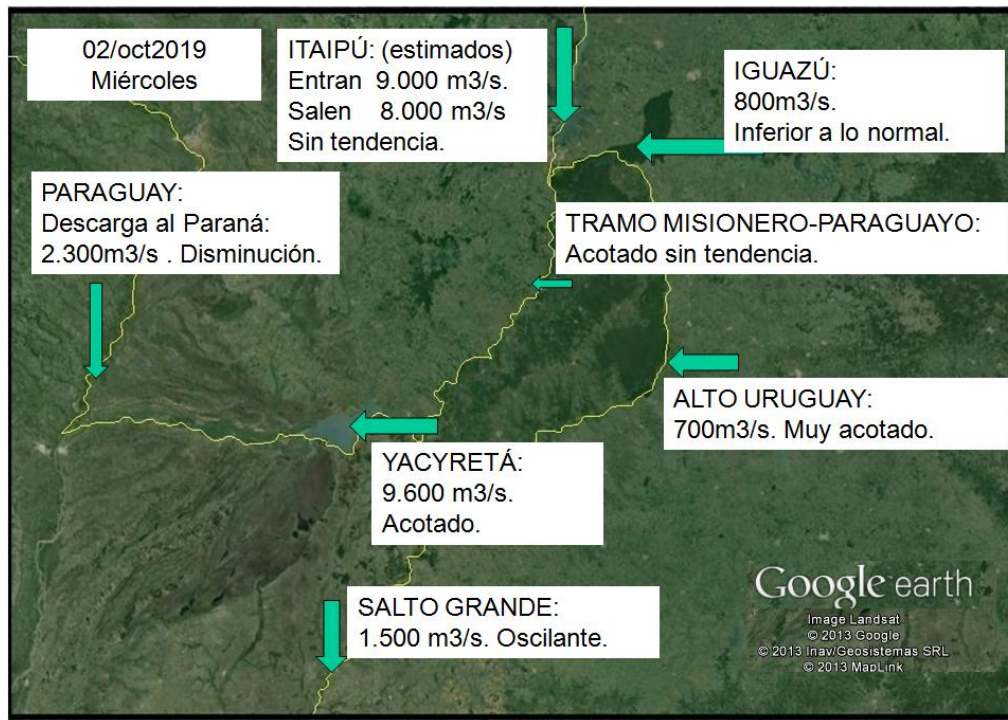 02/oct2019
Miércoles
ITAIPÚ: (estimados)
Entran 9.000 m3/s.
Salen 8.000 m3/s
Sin tendencia.
IGUAZÚ:
800m3/s.
Inferior a lo normal.
PARAGUAY:
Descarga al Paraná:
2.300m3/s . Disminución.
TRAMO MISIONERO-PARAGUAYO:
Acotado sin tendencia.
ALTO URUGUAY:
700m3/s. Muy acotado.
YACYRETÁ:
9.600 m3/s.
Acotado.
SALTO GRANDE:
1.500 m3/s. Oscilante.
Google earth
Image Landsat
© 2013 Google
© 2013 Inav/Geosistemas SRL
© 2013 MapLink